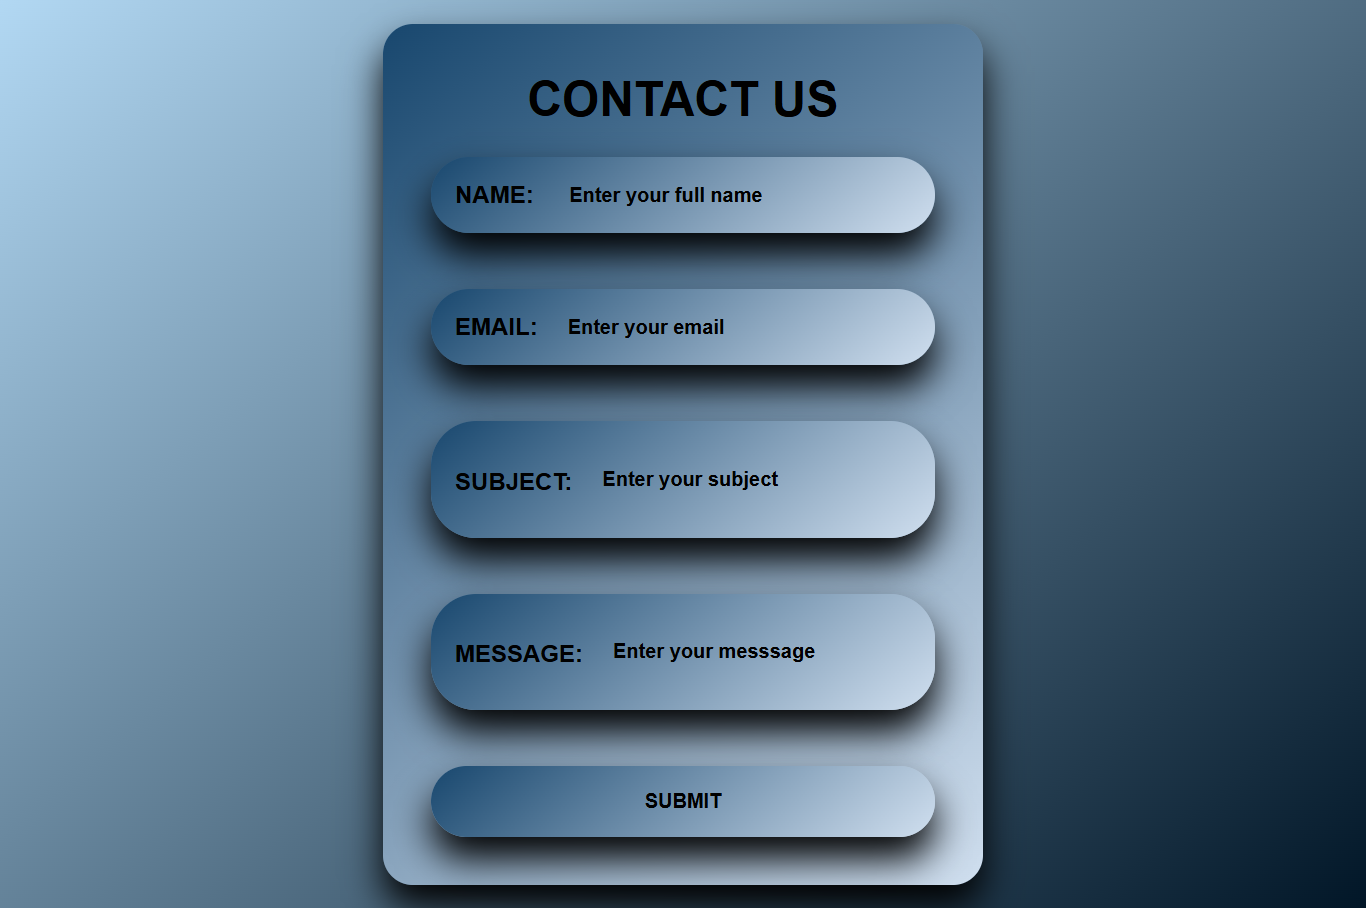 CONTACT US
NAME: Enter your full name
EMAIL: Enter your email
SUBJECT: Enter your subject
MESSAGE: Enter your messsage
SUBMIT